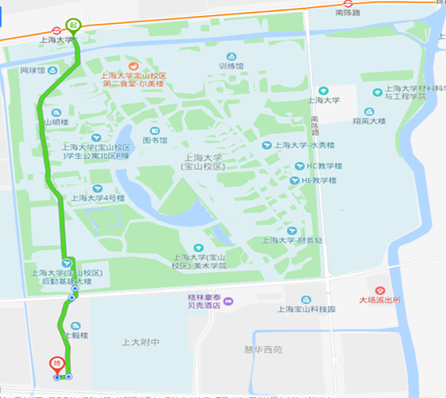 南陈路
起
上海大学
网球馆
训练馆
上海大学宝山校区
第二食堂-尔美楼
上海大学
上海大学材料科学
与工程学院
山明楼
翔英大楼
南陈路
图书馆
上海大学(宝山校区
)学生公寓北区P幢
上海大学-水秀楼
上海大学
(宝山校区)
HC教学楼
HE教学楼
上海大学4号楼
上海大学-财务处
上海大学(宝山
校区)-美术学院
上海大学(宝山校区)
后勤基建大楼
格林豪泰
贝壳酒店
上海宝山科技园
大场派出所
上毅楼
上大附中
慧华西苑
终